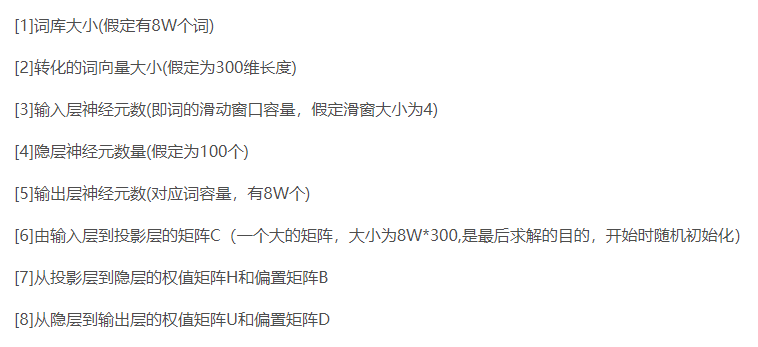 [1]词库大小(假定有8W个词)
[2]转化的词向量大小(假定为300维长度)
[3]输入层神经元数(即词的滑动窗口容量，假定滑窗大小为4)
[4]隐层神经元数量(假定为100个)
[5]输出层神经元数(对应词容量，有8W个)
[6]由输入层到投影层的矩阵C（一个大的矩阵，大小为8W*300,是最后求解的目的，开始时随机初始化）
[7]从投影层到隐层的权值矩阵H和偏置矩阵B
[8]从隐层到输出层的权值矩阵U和偏置矩阵D